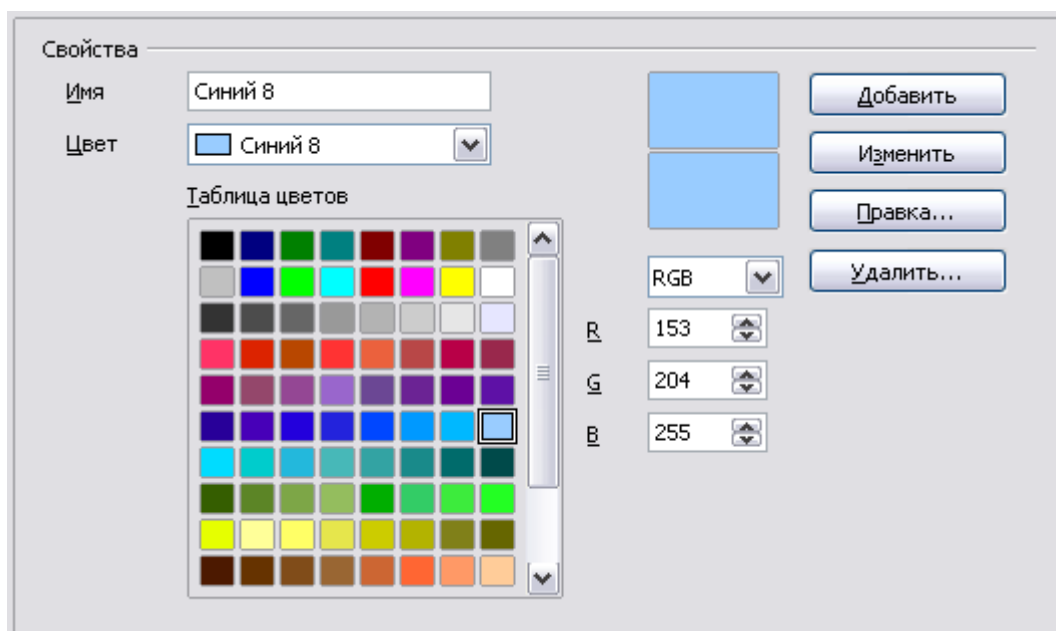 Свойства
Имя
Синий 8
Добавить
Цвет
Синий 8
Изменить
Таблица цветов
Правка...
RGB
Удалить...
R
153
G
204
B
255